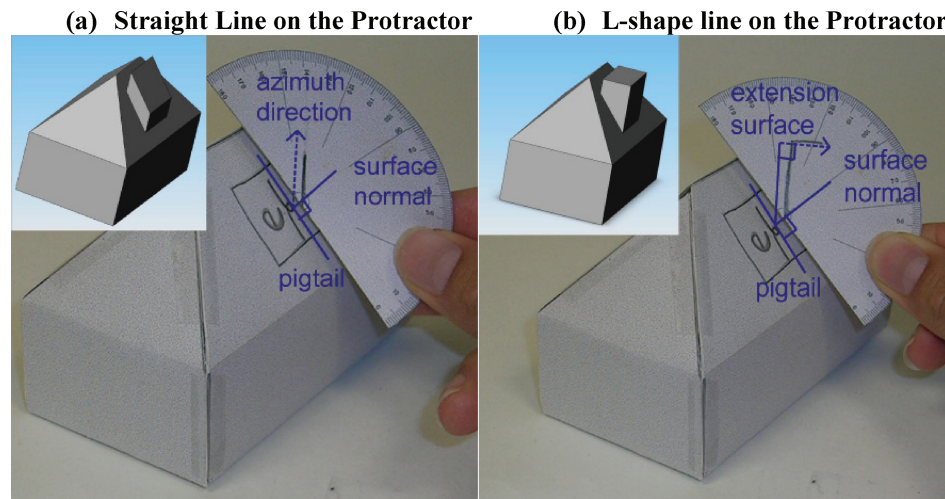 (a) Straight Line on the Protractor
(b) L-shape line on the Protractor
azimuth
direction
surface
normal
e
pigtail
extension
surface
surface
normal
e
pigtail